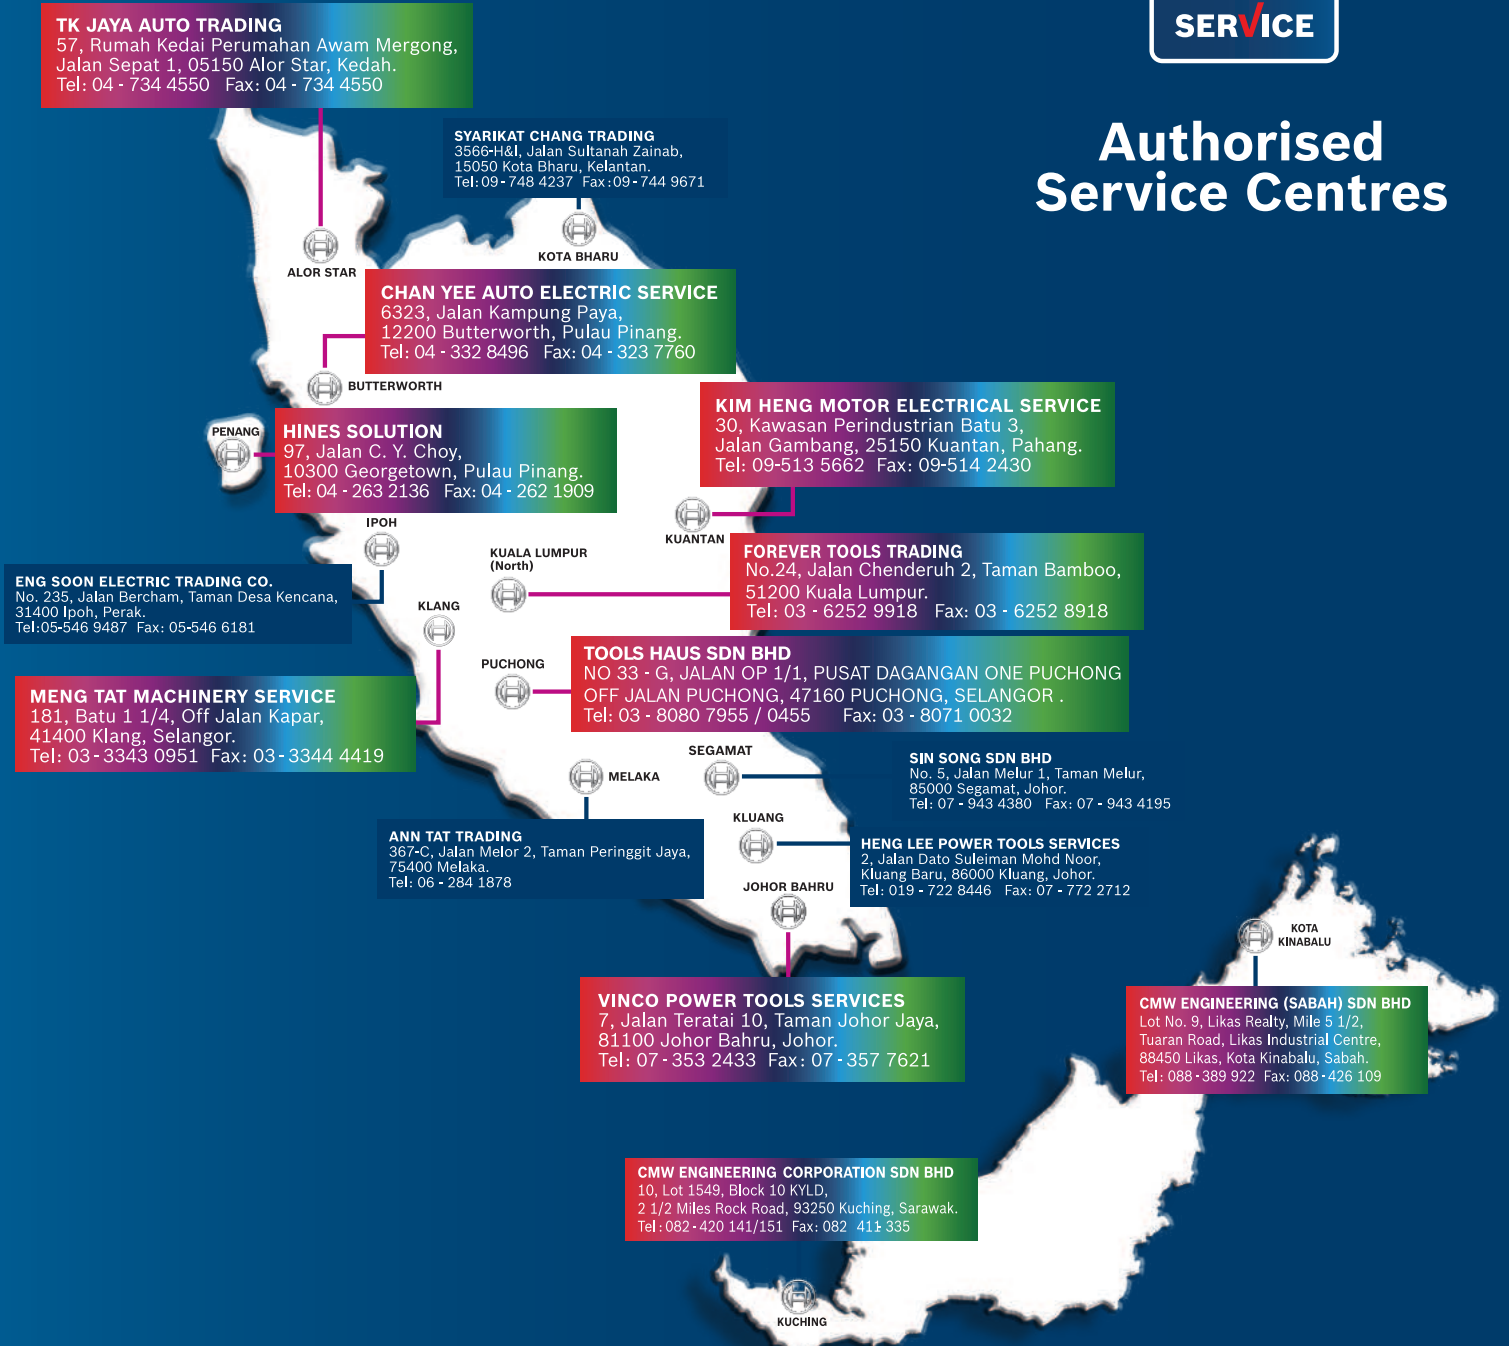 SERVICE
Authorised
Service Centres
TK JAYA AUTO TRADING
57, Rumah Kedai Perumahan Awam Mergong,
Jalan Sepat 1, 05150 Alor Star, Kedah.
Tel: 04 - 734 4550 Fax: 04 - 734 4550
SYARIKAT CHANG TRADING
3566-H&I, Jalan Sultanah Zainab,
15050 Kota Bharu, Kelantan.
Tel: 09 - 748 4237 Fax: 09 - 744 9671
ALOR STAR
KOTA BHARU
CHAN YEE AUTO ELECTRIC SERVICE
6323, Jalan Kampung Paya,
12200 Butterworth, Pulau Pinang.
Tel: 04 - 332 8496 Fax: 04 - 323 7760
BUTTERWORTH
KIM HENG MOTOR ELECTRICAL SERVICE
30, Kawasan Perindustrian Batu 3,
Jalan Gambang, 25150 Kuantan, Pahang.
Tel: 09-513 5662 Fax: 09-514 2430
PENANG
HINES SOLUTION
97, Jalan C. Y. Choy,
10300 Georgetown, Pulau Pinang.
Tel: 04 - 263 2136 Fax: 04 - 262 1909
IPOH
KUANTAN
KUALA LUMPUR
(North)
FOREVER TOOLS TRADING
No.24, Jalan Chenderuh 2, Taman Bamboo,
51200 Kuala Lumpur.
Tel: 03 - 6252 9918 Fax: 03 - 6252 8918
ENG SOON ELECTRIC TRADING CO.
No. 235, Jalan Bercham, Taman Desa Kencana,
31400 Ipoh, Perak.
Tel:05-546 9487 Fax: 05-546 6181
KLANG
PUCHONG
TOOLS HAUS SDN BHD
NO 33 - G, JALAN OP 1/1, PUSAT DAGANGAN ONE PUCHONG
OFF JALAN PUCHONG, 47160 PUCHONG, SELANGOR .
Tel: 03 - 8080 7955 / 0455 Fax: 03 - 8071 0032
MENG TAT MACHINERY SERVICE
181, Batu 1 1/4, Off Jalan Kapar,
41400 Klang, Selangor.
Tel: 03 - 3343 0951 Fax: 03 - 3344 4419
MELAKA
SEGAMAT
SIN SONG SDN BHD
No. 5, Jalan Melur 1, Taman Melur,
85000 Segamat, Johor.
Tel: 07 - 943 4380 Fax: 07 - 943 4195
ANN TAT TRADING
367-C, Jalan Melor 2, Taman Peringgit Jaya,
75400 Melaka.
Tel: 06 - 284 1878
KLUANG
HENG LEE POWER TOOLS SERVICES
2, Jalan Dato Suleiman Mohd Noor,
Kluang Baru, 86000 Kluang, Johor.
Tel: 019 - 722 8446 Fax: 07 - 772 2712
JOHOR BAHRU
VINCO POWER TOOLS SERVICES
7, Jalan Teratai 10, Taman Johor Jaya,
81100 Johor Bahru, Johor.
Tel: 07 - 353 2433 Fax: 07 - 357 7621
KOTA
KINABALU
CMW ENGINEERING (SABAH) SDN BHD
Lot No. 9, Likas Realty, Mile 5 1/2,
Tuaran Road, Likas Industrial Centre,
88450 Likas, Kota Kinabalu, Sabah.
Tel: 088 - 389 922 Fax: 088 - 426 109
CMW ENGINEERING CORPORATION SDN BHD
10, Lot 1549, Block 10 KYLD,
2 1/2 Miles Rock Road, 93250 Kuching, Sarawak.
Tel: 082 - 420 141/151 Fax: 082 411- 335
KUCHING